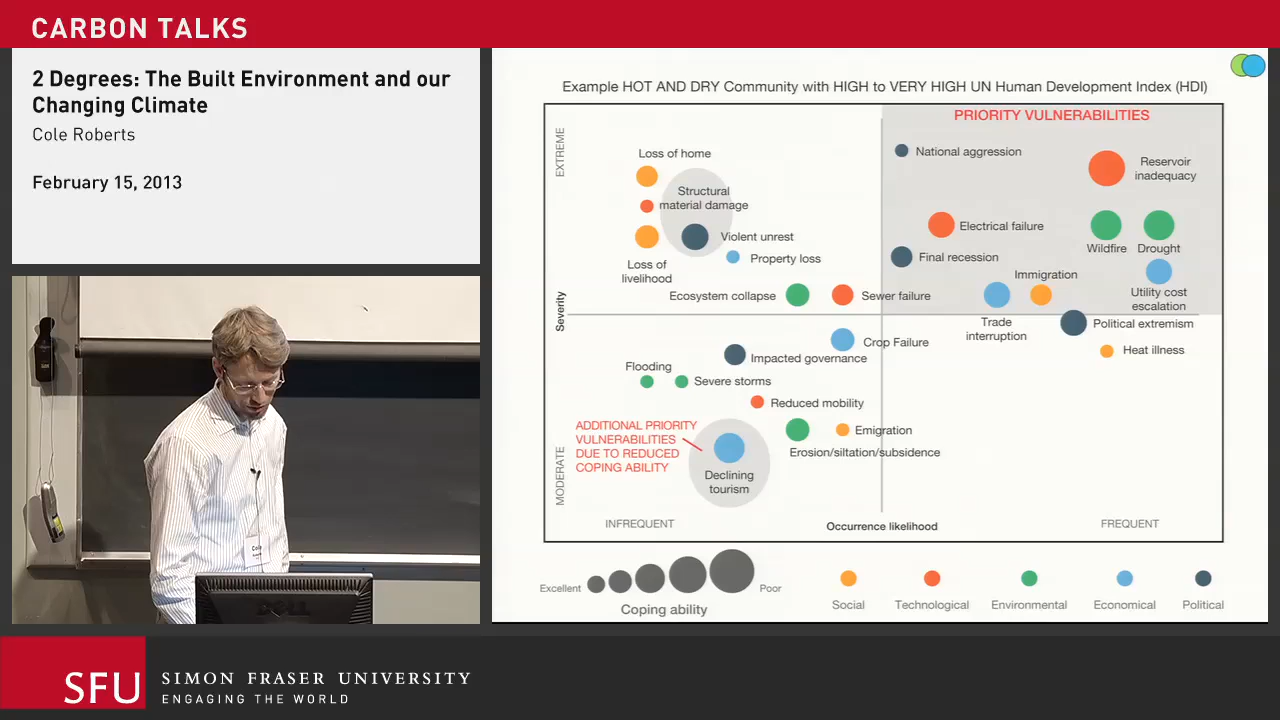 CARBON TALKS
2 Degrees: The Built Environment and our
Changing Climate
Cole Roberts
February 15, 2013
Example HOT AND DRY Community with HIGH to VERY HIGH UN Human Development Index (HDI)
PRIORITY VULNERABILITIES
EXTREME
Severity
MODERATE
Loss of home
Structural
material damage
Violent unrest
Loss of
livelihood
Property loss
Ecosystem collapse
Sewer failure
National aggression
Reservoir
inadequacy
Electrical failure
Final recession
Wildfire
Drought
Immigration
Utility cost
escalation
Trade
interruption
Political extremism
Heat illness
Crop Failure
Impacted governance
Flooding
Severe storms
Reduced mobility
ADDITIONAL PRIORITY
VULNERABILITIES
DUE TO REDUCED
COPING ABILITY
Emigration
Erosion/siltation/subsidence
Declining
tourism
INFREQUENT
Occurrence likelihood
FREQUENT
Excellent
Poor
Coping ability
Social
Technological
Environmental
Economical
Political
Cole
DELL
SFU
SIMON FRASER UNIVERSITY
ENGAGING THE WORLD